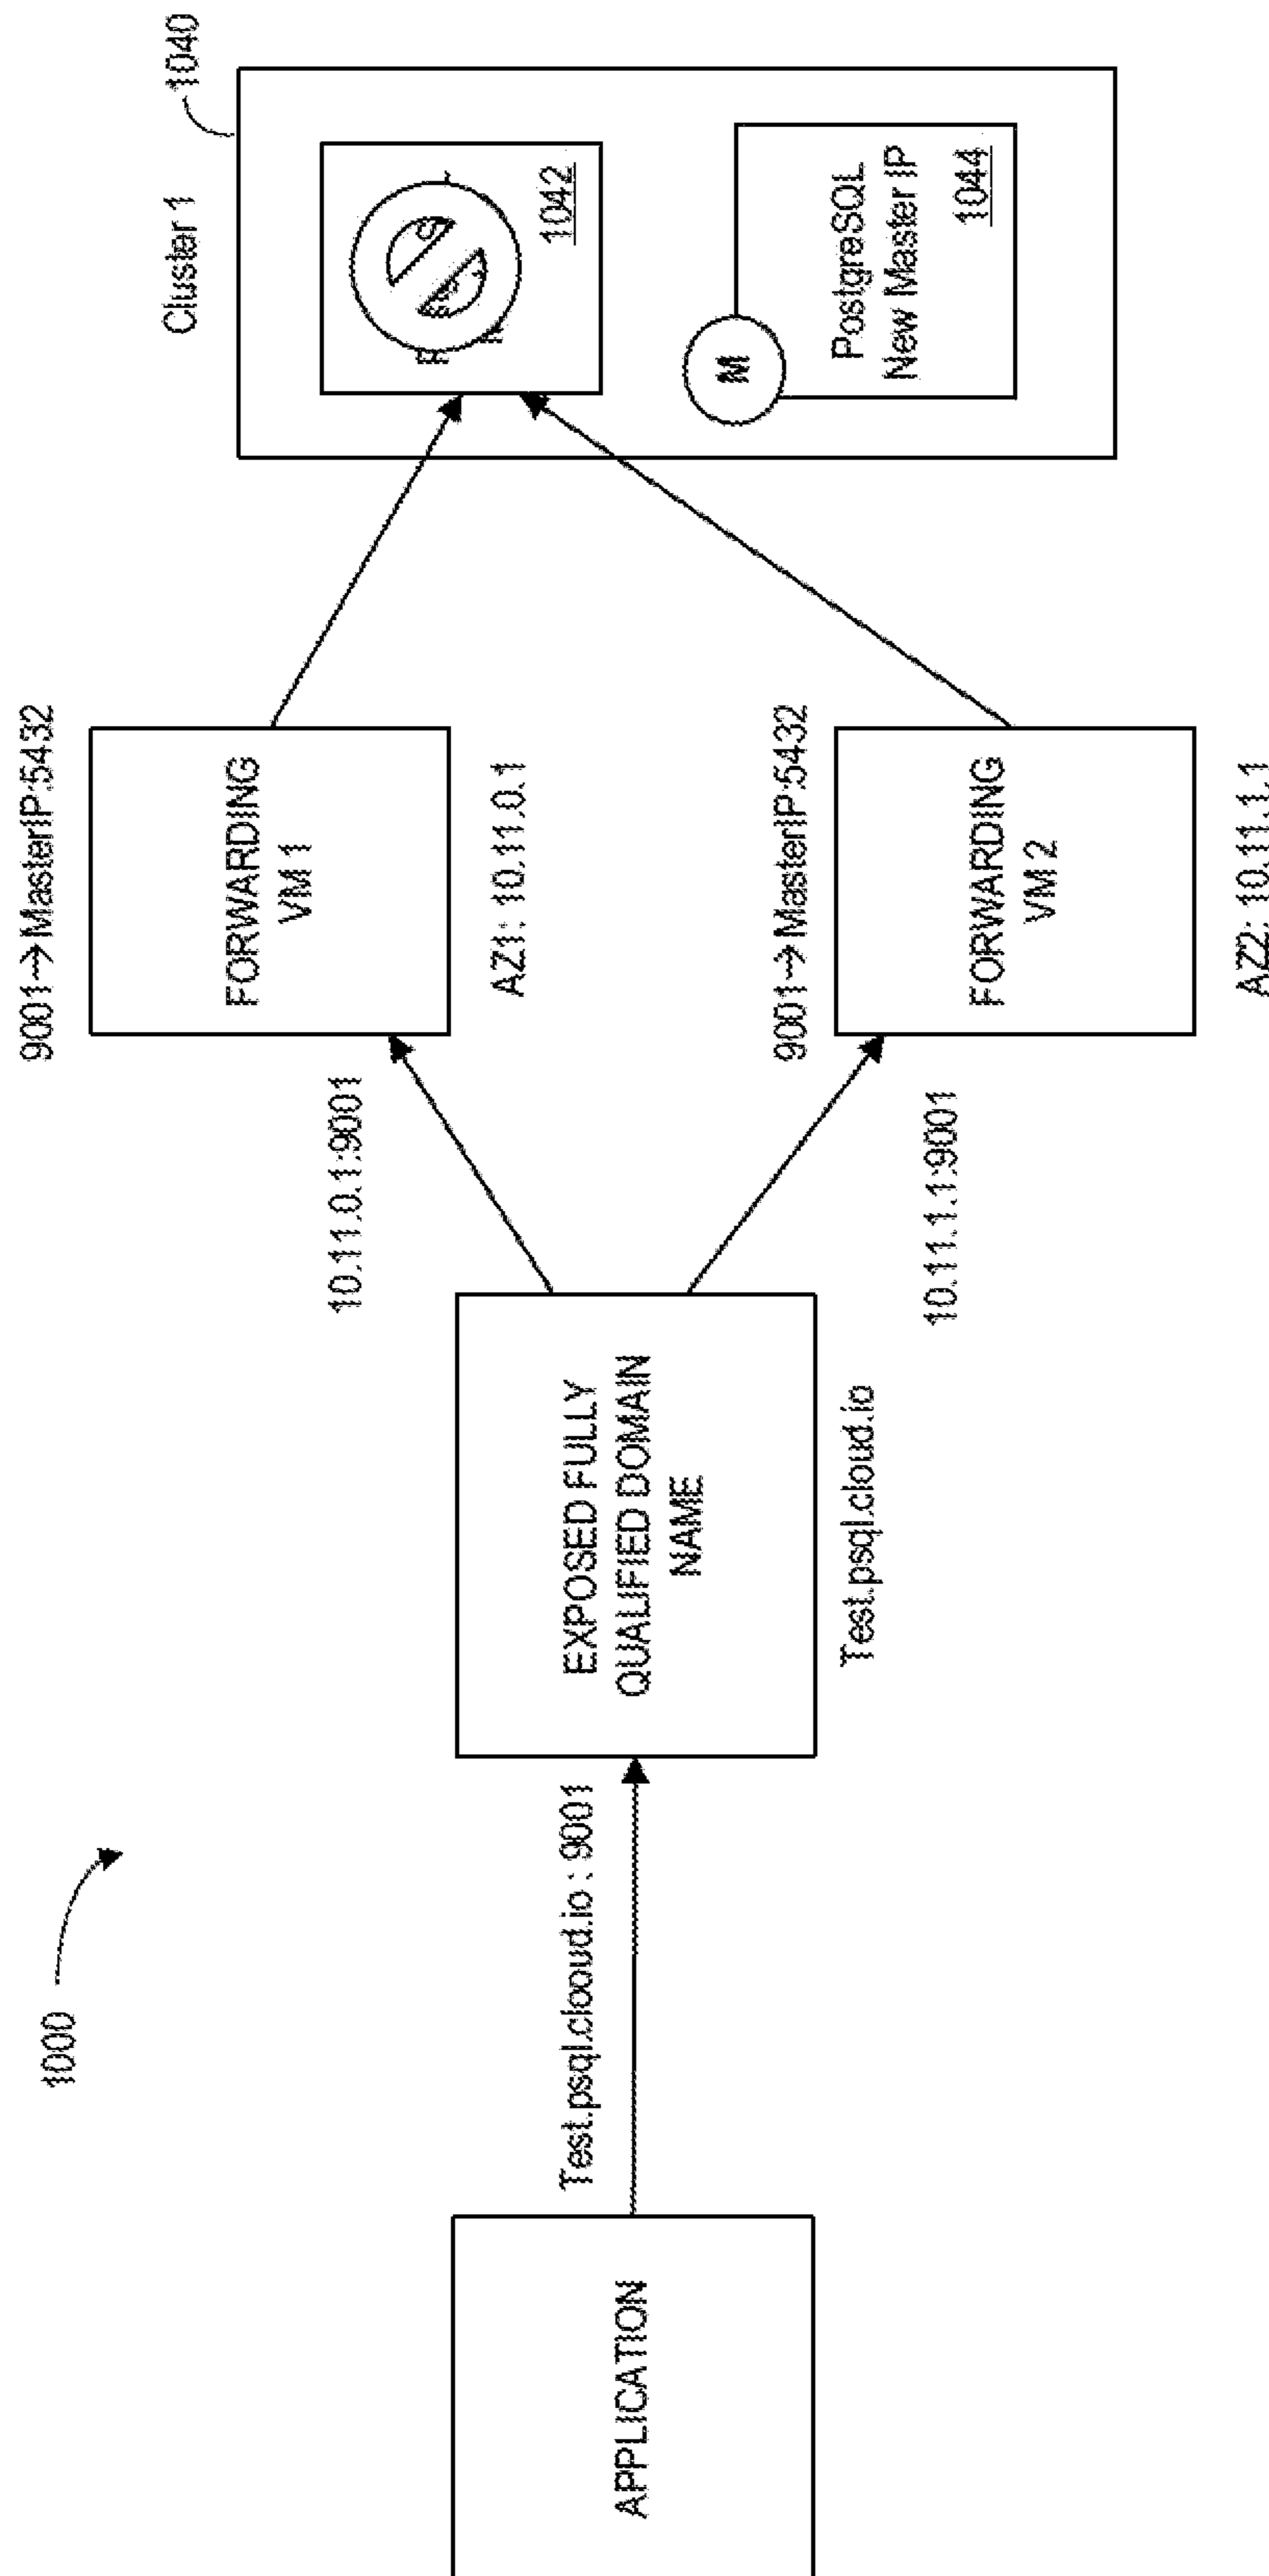 1000
APPLICATION
Test.psql.clooud.io : 9001
EXPOSED FULLY
QUALIFIED DOMAIN
NAME
Test.psql.cloud.io
10.11.0.1:9001
10.11.1.1:9001
9001→MasterIP:5432
FORWARDING
VM 1
AZ1: 10.11.0.1
9001→MasterIP:5432
FORWARDING
VM 2
AZ2: 10.11.1.1
Cluster 1
1040
1042
M
PostgreSQL
New Master IP
1044